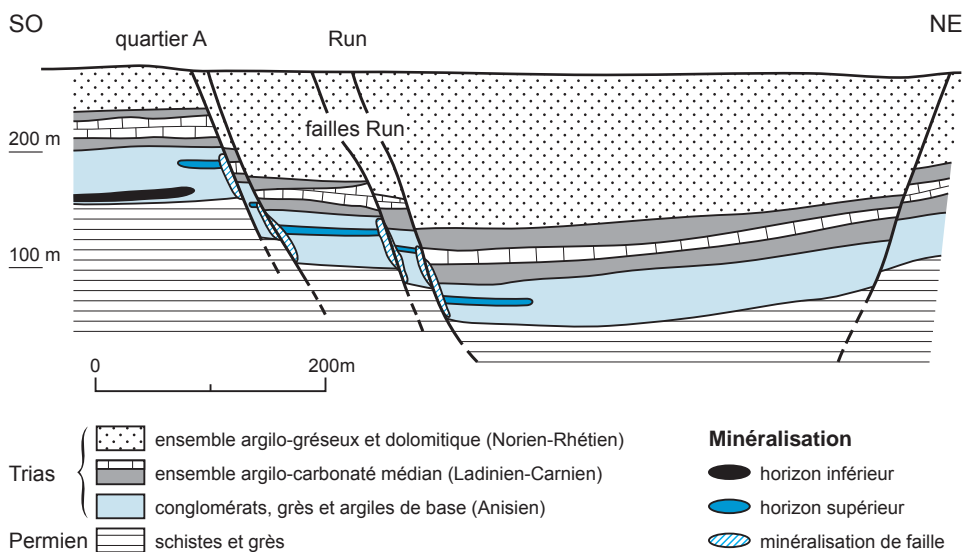 SO
NE
quartier A
Run
failles Run
200 m
100 m
0
200m
Trias
ensemble argilo-gréseux et dolomitique (Norien-Rhétien)
ensemble argilo-carbonaté médian (Ladinien-Carnien)
conglomérats, grès et argiles de base (Anisien)
Permien
schistes et grès
Minéralisation
horizon inférieur
horizon supérieur
minéralisation de faille